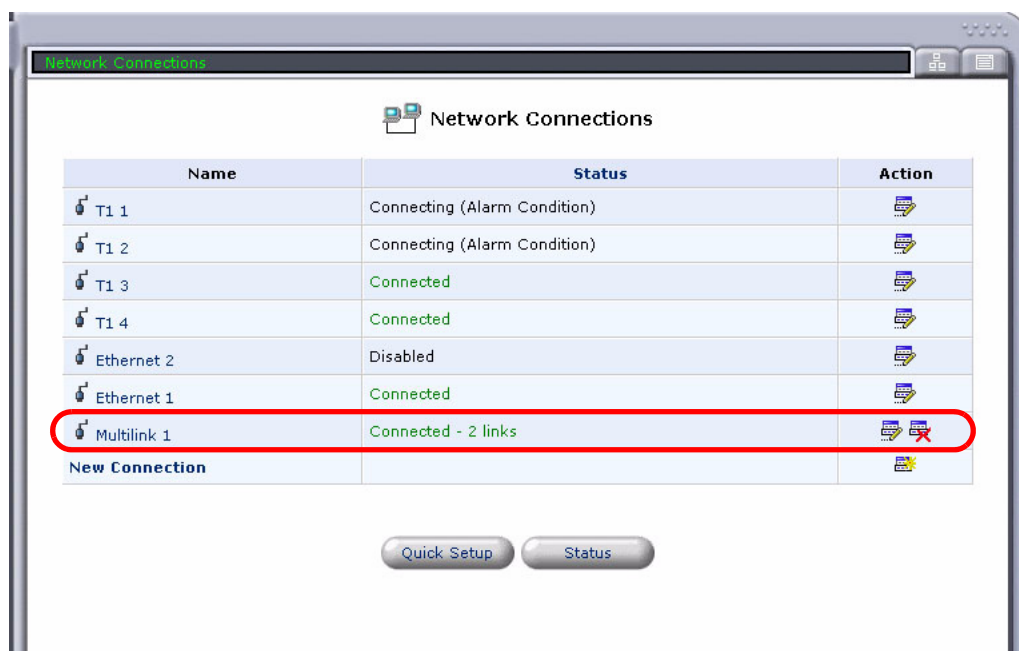 Network Connections
Network Connections
Name Status Action
T1 1 Connecting (Alarm Condition)
T1 2 Connecting (Alarm Condition)
T1 3 Connected
T1 4 Connected
Ethernet 2 Disabled
Ethernet 1 Connected
Multilink 1 Connected - 2 links
New Connection
Quick Setup Status